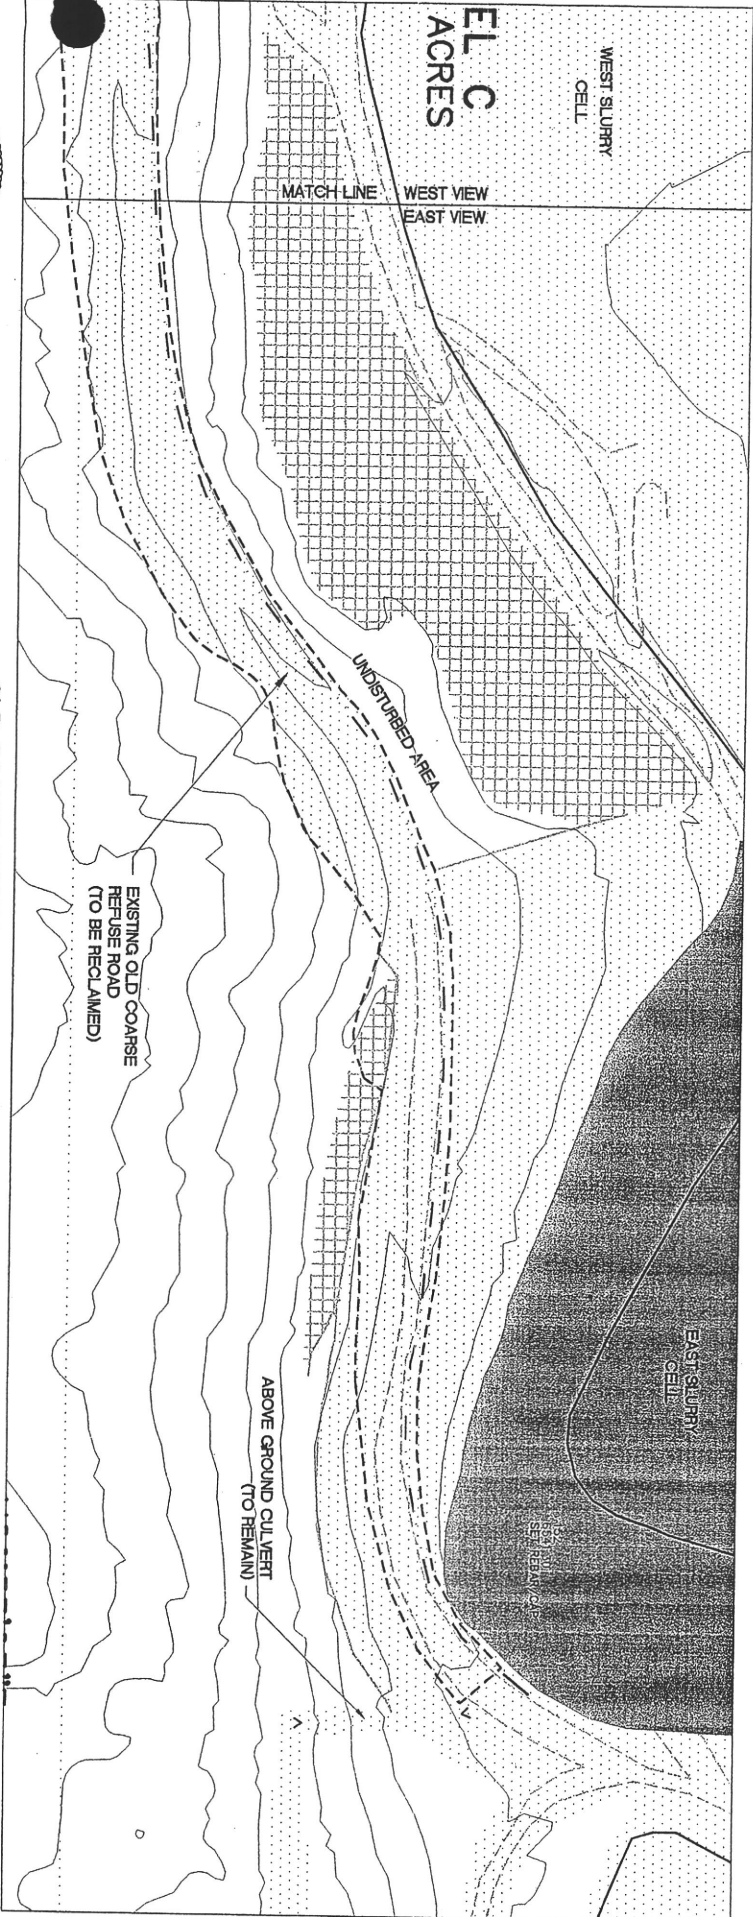 EL C
ACRES
WEST SLURRY
CELL
MATCH LINE
WEST VIEW
EAST VIEW
UNDISTURBED AREA
EXISTING OLD COARSE
REFUSE ROAD
(TO BE RECLAIMED)
EAST SLURRY
CELL
ABOVE GROUND CULVERT
(TO REMAIN)